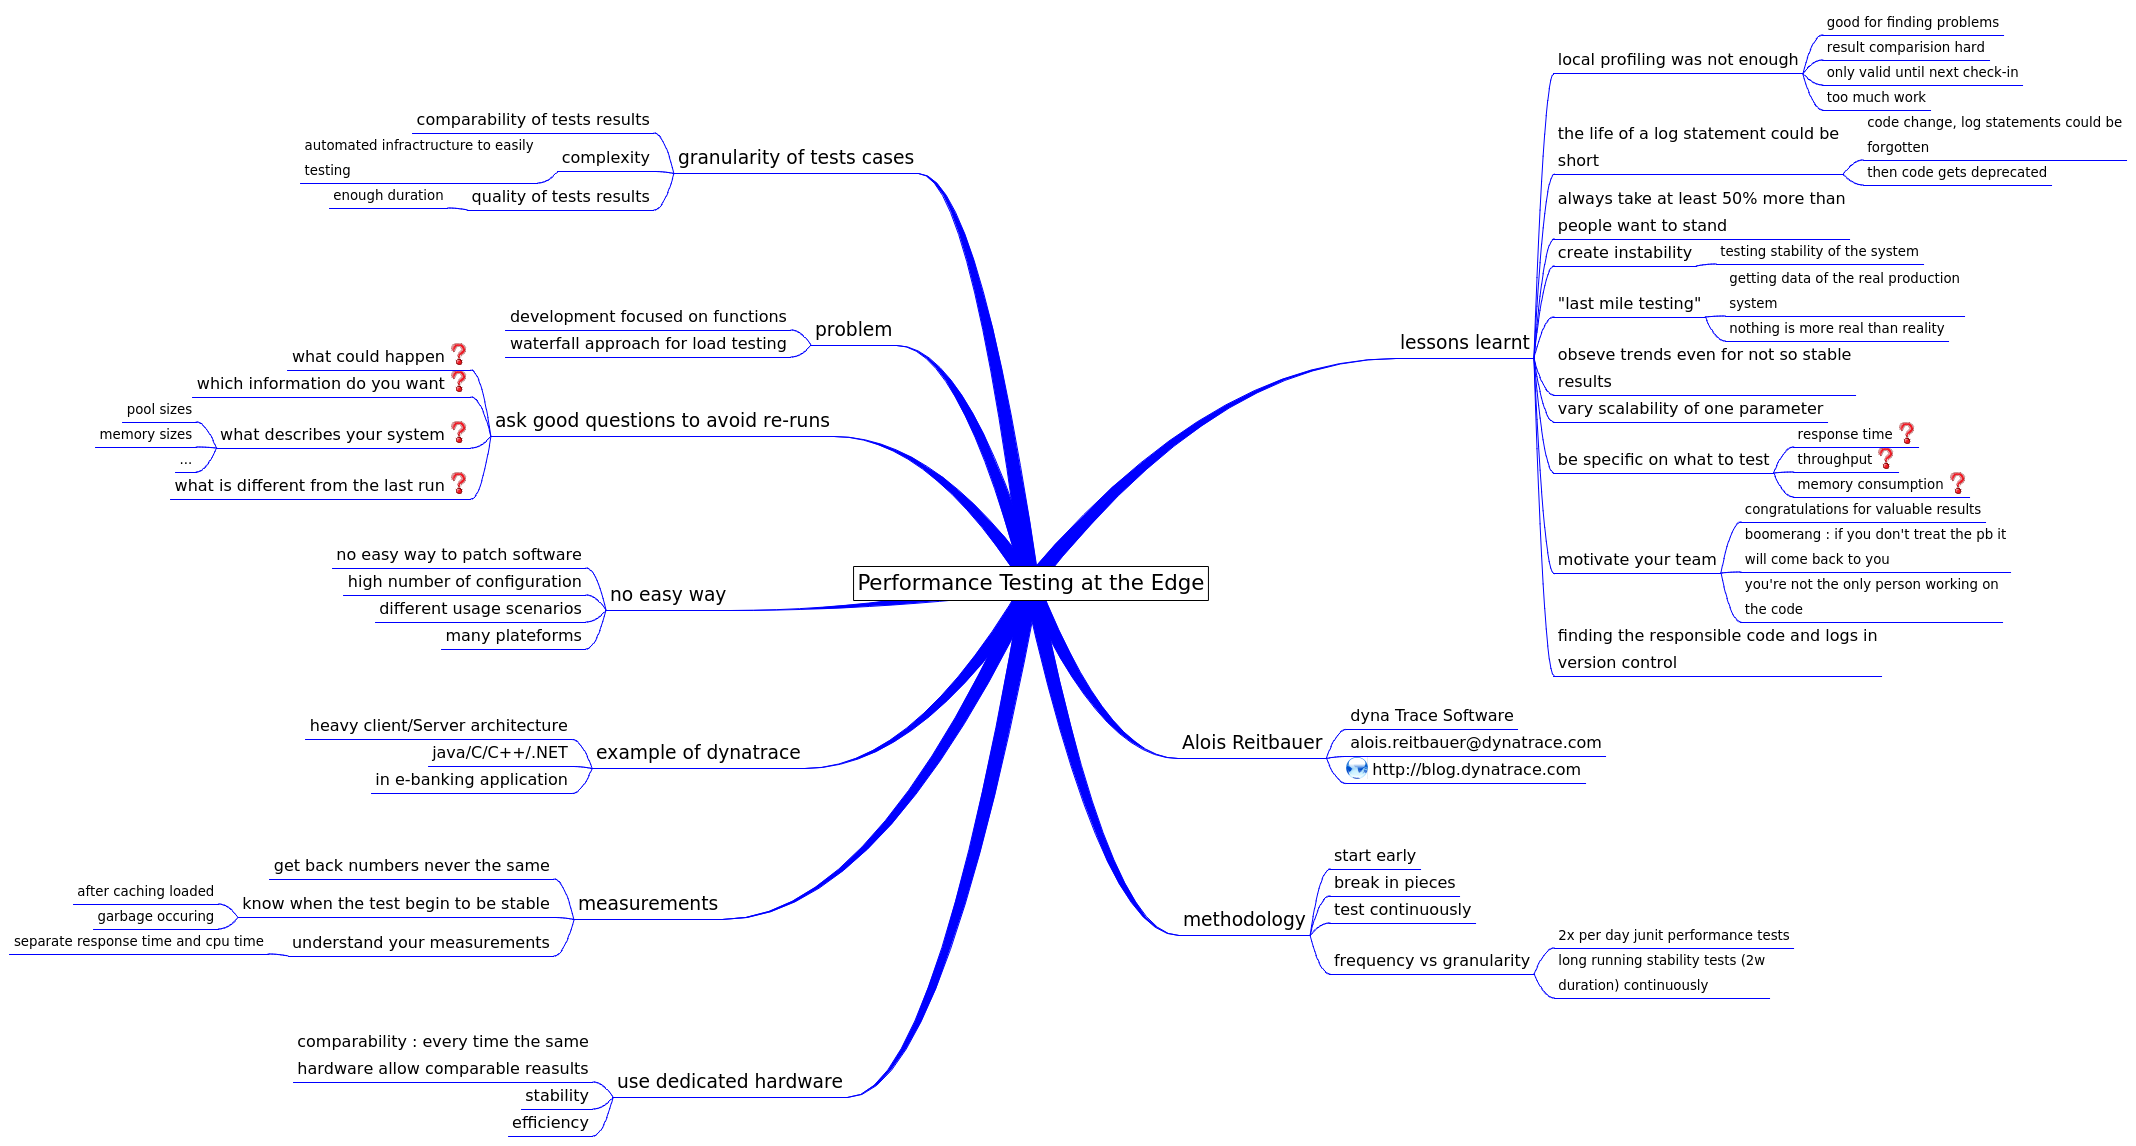 Performance Testing at the Edge
granularity of tests cases
comparability of tests results
complexity
automated infractructure to easily
testing
quality of tests results
enough duration
problem
development focused on functions
waterfall approach for load testing
ask good questions to avoid re-runs
what could happen
which information do you want
what describes your system
pool sizes
memory sizes
...
what is different from the last run
no easy way
no easy way to patch software
high number of configuration
different usage scenarios
many plateforms
example of dynatrace
heavy client/Server architecture
java/C/C++/.NET
in e-banking application
measurements
get back numbers never the same
know when the test begin to be stable
after caching loaded
garbage occuring
understand your measurements
separate response time and cpu time
use dedicated hardware
comparability : every time the same
hardware allow comparable reasults
stability
efficiency
lessons learnt
local profiling was not enough
good for finding problems
result comparision hard
only valid until next check-in
too much work
the life of a log statement could be
short
code change, log statements could be
forgotten
then code gets deprecated
always take at least 50% more than
people want to stand
create instability
testing stability of the system
"last mile testing"
getting data of the real production
system
nothing is more real than reality
obseve trends even for not so stable
results
vary scalability of one parameter
be specific on what to test
response time
throughput
memory consumption
motivate your team
congratulations for valuable results
boomerang : if you don't treat the pb it
will come back to you
you're not the only person working on
the code
finding the responsible code and logs in
version control
Alois Reitbauer
dyna Trace Software
alois.reitbauer@dynatrace.com
http://blog.dynatrace.com
methodology
start early
break in pieces
test continuously
frequency vs granularity
2x per day junit performance tests
long running stability tests (2w
duration) continuously